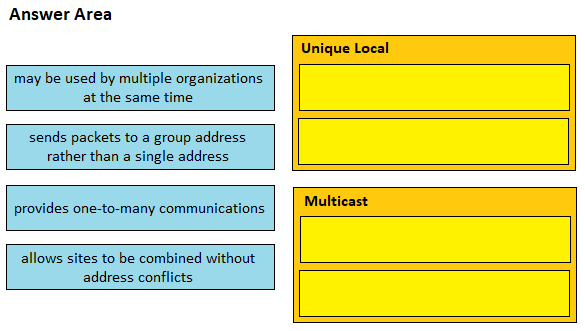 Answer Area
may be used by multiple organizations
at the same time
sends packets to a group address
rather than a single address
provides one-to-many communications
allows sites to be combined without
address conflicts
Unique Local
Multicast